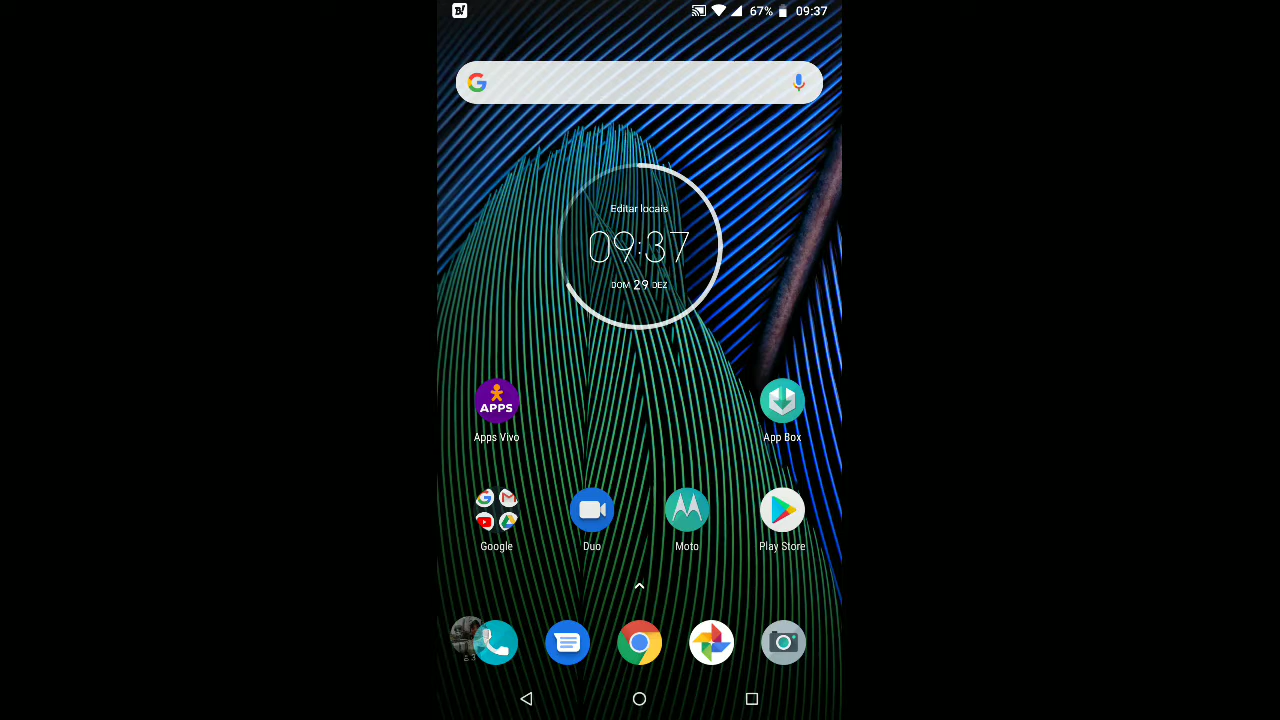 B!
67%
09:37
Editar locais
09:37
DOM 29 DEZ
APPS
Apps Vivo
App Box
Google
Duo
Moto
Play Store